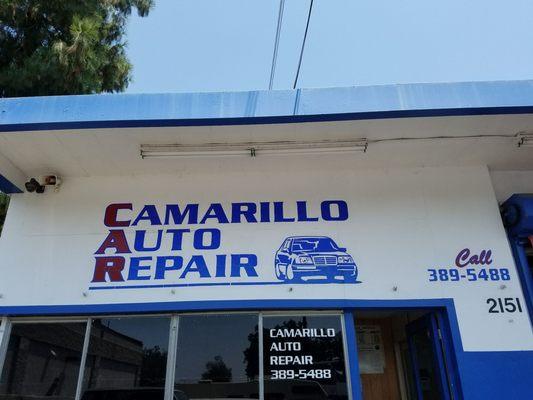 CAMARILLO
AUTO
REPAIR
Call
389-5488
2151
CAMARILLO
AUTO
REPAIR
389-5488